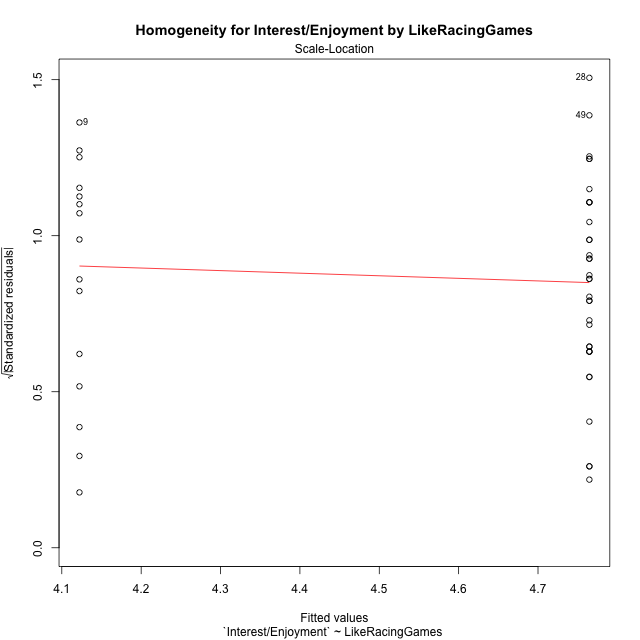 Homogeneity for Interest/Enjoyment by LikeRacingGames
Scale-Location
28
49
9
√|Standardized residuals|
0.0
0.5
1.0
1.5
4.1 4.2 4.3 4.4 4.5 4.6 4.7
Fitted values
`Interest/Enjoyment` ~ LikeRacingGames